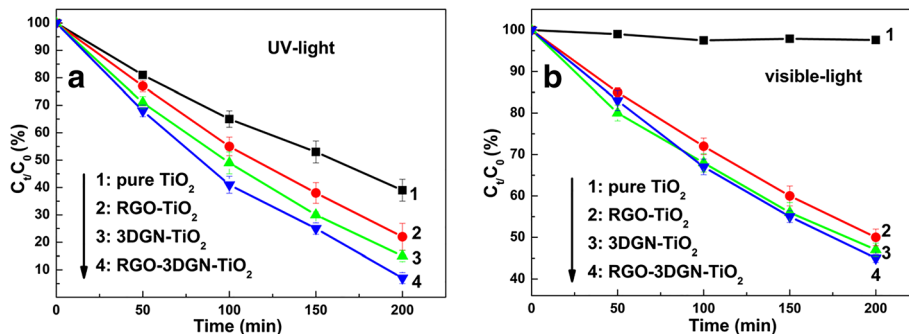 a
UV-light
C_t/C_0 (%)
100
90
80
70
60
50
40
30
20
10
1
2
3
4
1: pure TiO₂
2: RGO-TiO₂
3: 3DGN-TiO₂
4: RGO-3DGN-TiO₂
0 50 100 150 200
Time (min)
b
visible-light
C_t/C_0 (%)
100
90
80
70
60
50
40
1
2
3
4
1: pure TiO₂
2: RGO-TiO₂
3: 3DGN-TiO₂
4: RGO-3DGN-TiO₂
0 50 100 150 200
Time (min)